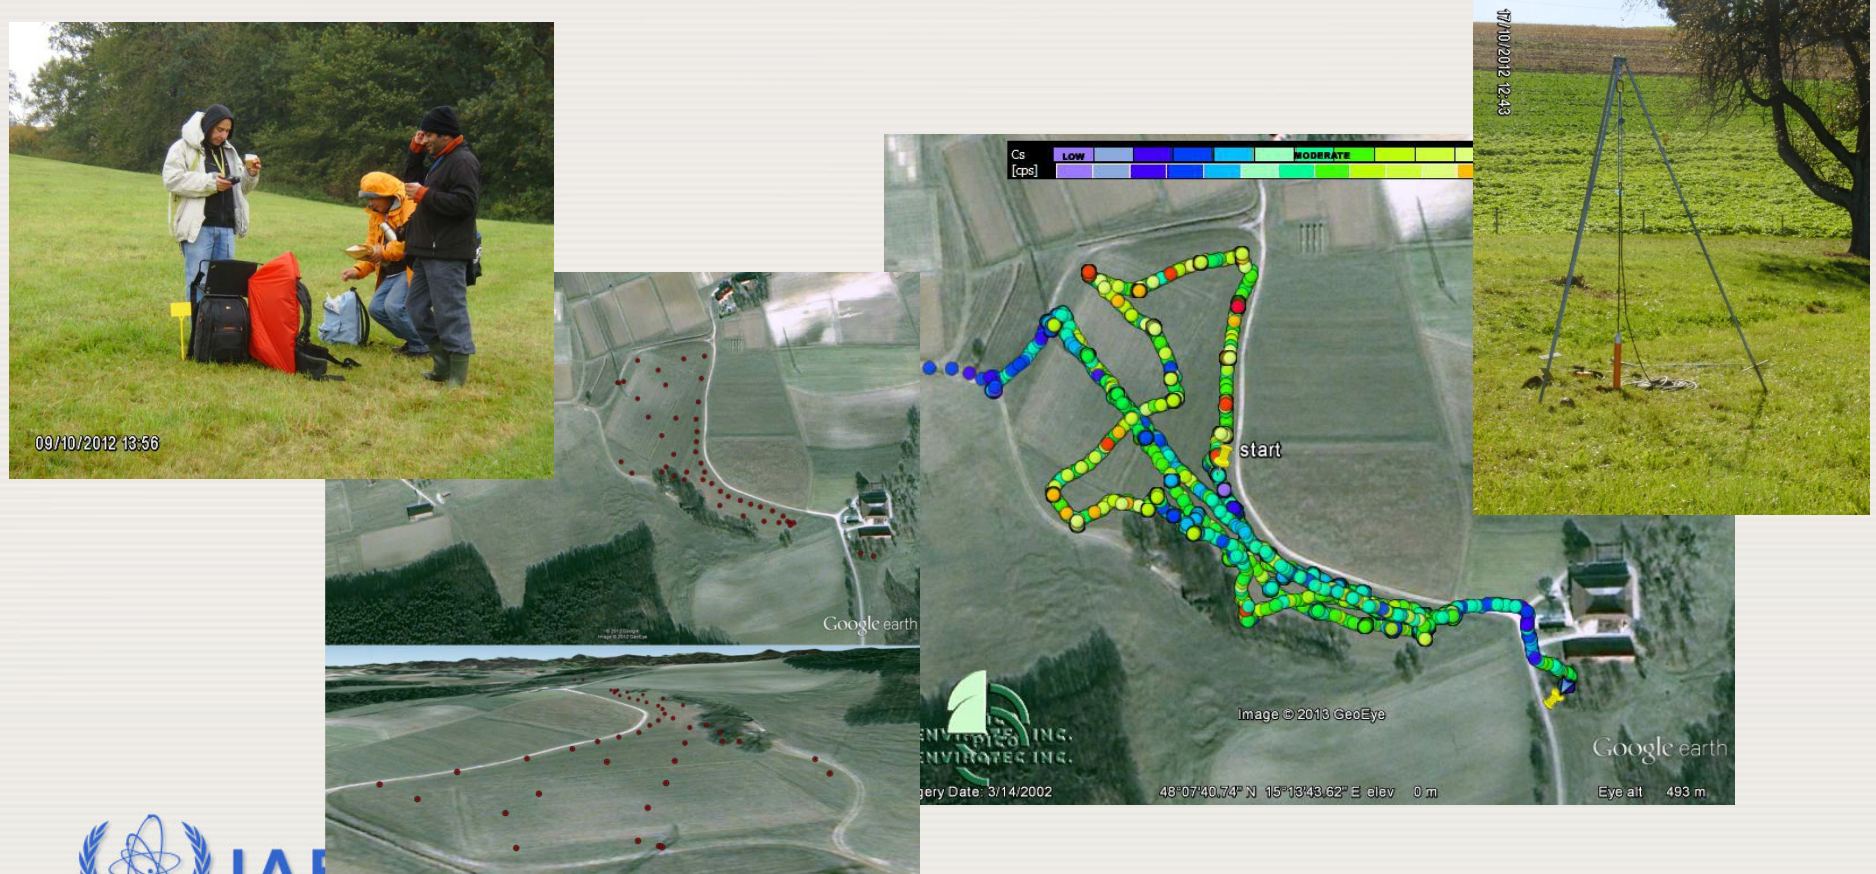 17/10/2012 12:43
Cs LOW MODERATE
[cps]
09/10/2012 13:56
start
Google earth
Image © 2013 GeoEye
PICO INC.
ENVIROTEC INC.
Google earth
gery Date: 3/14/2002
48°07'40.74" N 15°13'43.62" E elev 0 m
Eye alt 493 m
IAE